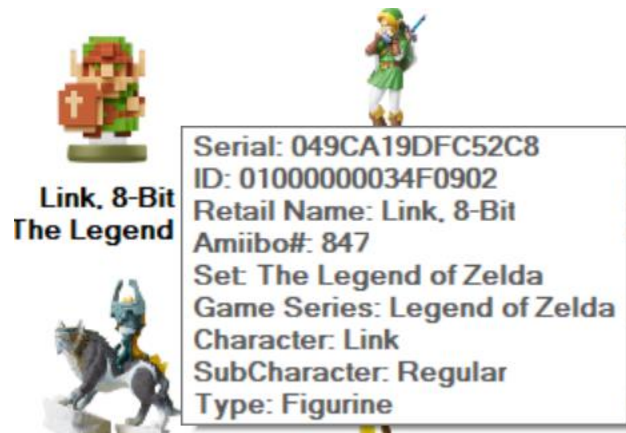 Link, 8-Bit
The Legend
Serial: 049CA19DFC52C8
ID: 01000000034F0902
Retail Name: Link, 8-Bit
Amiibo#: 847
Set: The Legend of Zelda
Game Series: Legend of Zelda
Character: Link
SubCharacter: Regular
Type: Figurine